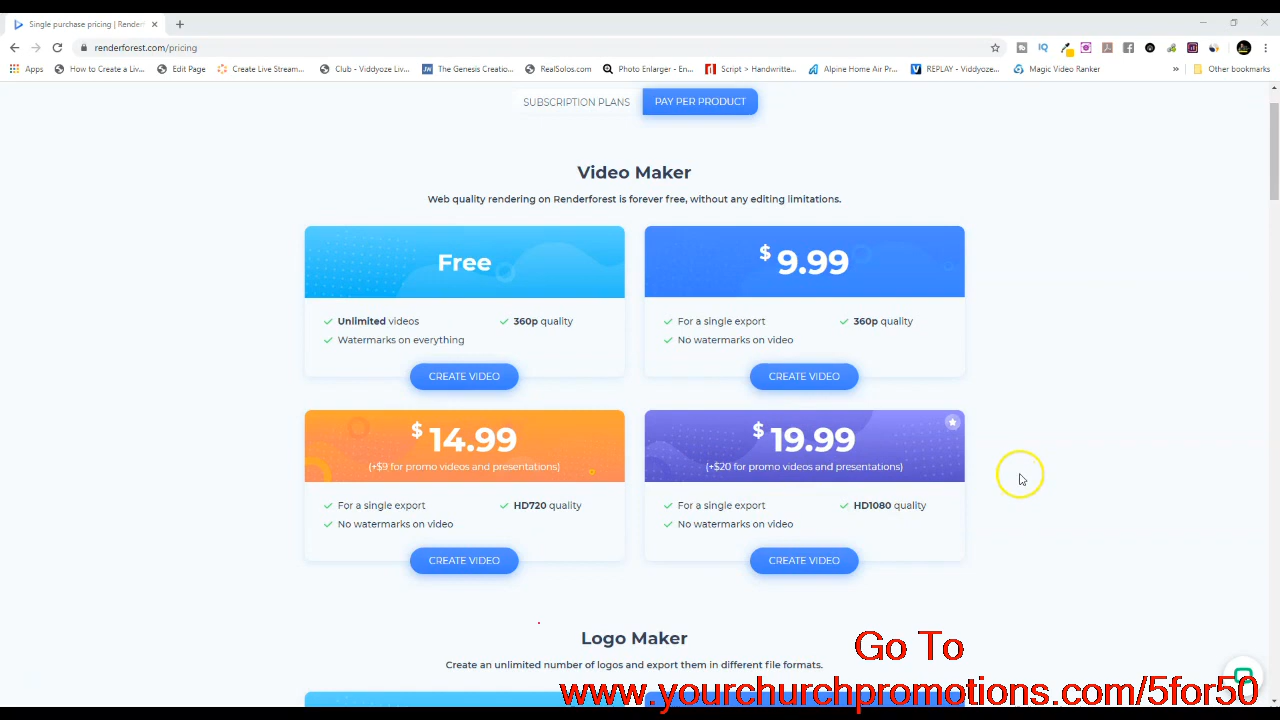 Single purchase pricing | Renderf
renderforest.com/pricing
Apps How to Create a Liv... Edit Page Create Live Stream... Club - Viddyoze Liv... The Genesis Creatio... RealSolos.com Photo Enlarger - En... Script > Handwritte... Alpine Home Air Pr... REPLAY - Viddyoze... Magic Video Ranker » Other bookmarks
SUBSCRIPTION PLANS PAY PER PRODUCT
Video Maker
Web quality rendering on Renderforest is forever free, without any editing limitations.
Free
Unlimited videos 360p quality
Watermarks on everything
CREATE VIDEO
$ 9.99
For a single export 360p quality
No watermarks on video
CREATE VIDEO
$ 14.99
(+$9 for promo videos and presentations)
For a single export HD720 quality
No watermarks on video
CREATE VIDEO
$ 19.99
(+$20 for promo videos and presentations)
For a single export HD1080 quality
No watermarks on video
CREATE VIDEO
Logo Maker
Create an unlimited number of logos and export them in different file formats.
Go To
www.yourchurchpromotions.com/5for50